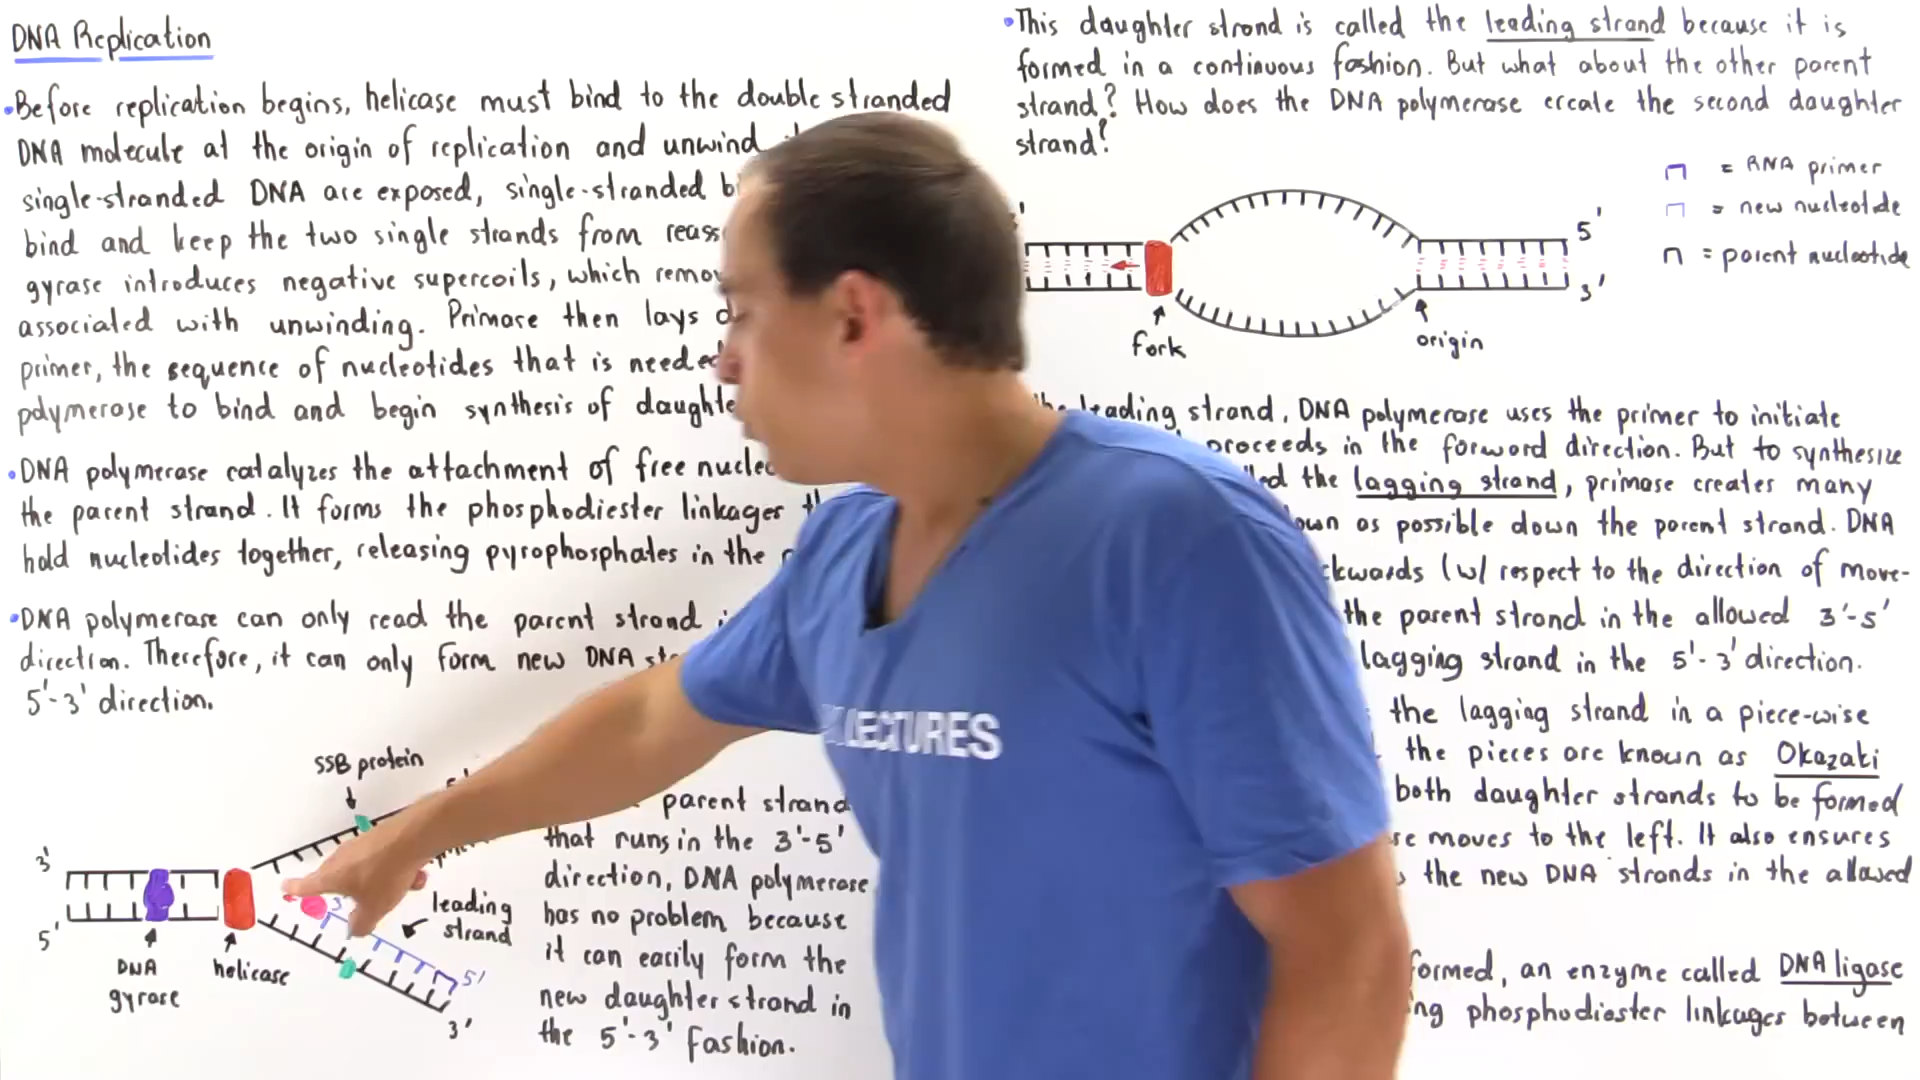 DNA Replication
•Before replication begins, helicase must bind to the double stranded
DNA molecule at the origin of replication and unwind
single-stranded DNA are exposed, single-stranded
bind and keep the two single strands from
gyrase introduces negative supercoils, which
associated with unwinding. Primase then lays
primer, the sequence of nucleotides that is needed
polymerase to bind and begin synthesis of
•DNA polymerase catalyzes the attachment of free
the parent strand. It forms the phosphodiester linkages
hold nucleotides together, releasing pyrophosphates in the
•DNA polymerase can only read the parent strand
direction. Therefore, it can only form new DNA
5'-3' direction.
SSB protein
3'
5'
DNA
gyrase
helicase
3'
leading
strand
5'
3'
parent strand
that runs in the 3'-5'
direction, DNA polymerase
has no problem because
it can easily form the
new daughter strand in
the 5'-3' fashion.
•This daughter strand is called the leading strand because it is
formed in a continuous fashion. But what about the other parent
strand? How does the DNA polymerase create the second daughter
strand?
= RNA primer
= new nucleotide
= parent nucleotide
5'
3'
fork
origin
leading strand, DNA polymerase uses the primer to initiate
proceeds in the forward direction. But to synthesize
the lagging strand, primase creates many
as possible down the parent strand. DNA
(w/ respect to the direction of move-
the parent strand in the allowed 3'-5'
lagging strand in the 5'-3' direction.
the lagging strand in a piece-wise
the pieces are known as Okazaki
both daughter strands to be formed
moves to the left. It also ensures
the new DNA strands in the allowed
formed, an enzyme called DNA ligase
phosphodiester linkages between
LECTURES